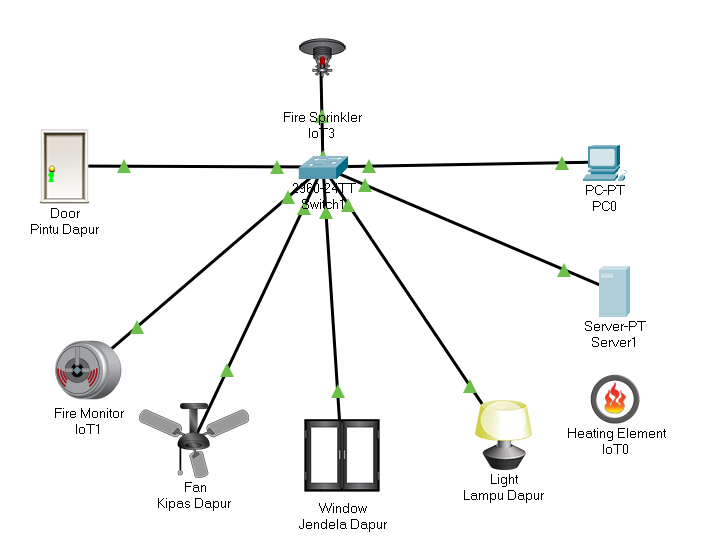 Fire Sprinkler
IoT3
2960-24TT
Switch1
PC-PT
PC0
Door
Pintu Dapur
Server-PT
Server1
Fire Monitor
IoT1
Heating Element
IoT0
Fan
Kipas Dapur
Light
Lampu Dapur
Window
Jendela Dapur